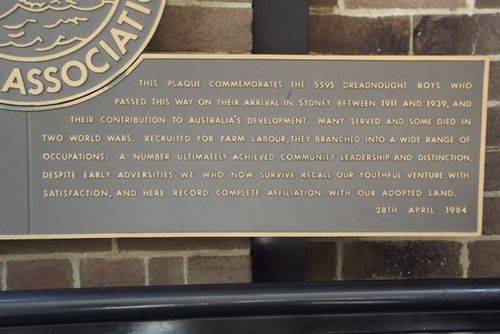 ASSOCIATION
THIS PLAQUE COMMEMORATES THE 5595 DREADNOUGHT BOYS WHO
PASSED THIS WAY ON THEIR ARRIVAL IN SYDNEY BETWEEN 1911 AND 1939, AND
THEIR CONTRIBUTION TO AUSTRALIA'S DEVELOPMENT, MANY SERVED AND SOME DIED IN
TWO WORLD WARS. RECRUITED FOR FARM LABOUR, THEY BRANCHED INTO A WIDE RANGE OF
OCCUPATIONS. A NUMBER ULTIMATELY ACHIEVED COMMUNITY LEADERSHIP AND DISTINCTION.
DESPITE EARLY ADVERSITIES WE WHO NOW SURVIVE RECALL OUR YOUTHFUL VENTURE WITH
SATISFACTION, AND HERE RECORD COMPLETE AFFILIATION WITH OUR ADOPTED LAND.
28TH APRIL 1984